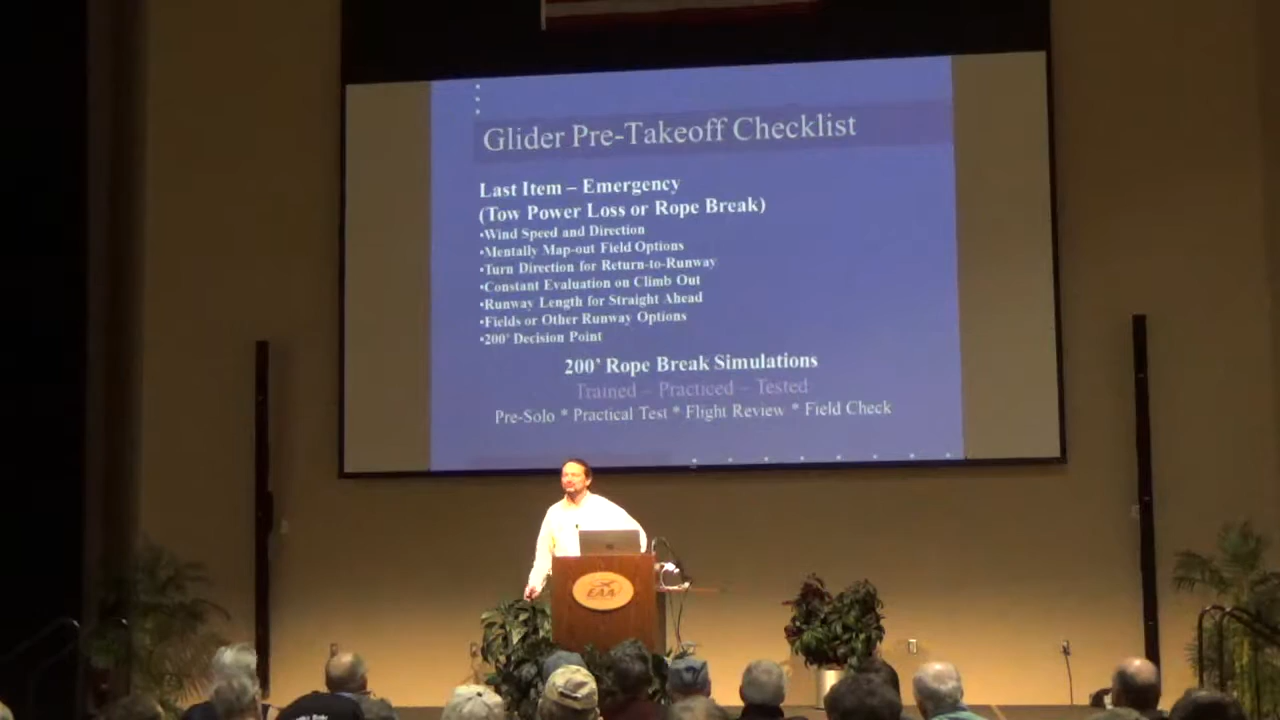 Glider Pre-Takeoff Checklist
Last Item – Emergency
(Tow Power Loss or Rope Break)
•Wind Speed and Direction
•Mentally Map-out Field Options
•Turn Direction for Return-to-Runway
•Constant Evaluation on Climb Out
•Runway Length for Straight Ahead
•Fields or Other Runway Options
•200' Decision Point
200' Rope Break Simulations
Trained – Practiced – Tested
Pre-Solo * Practical Test * Flight Review * Field Check
EAA